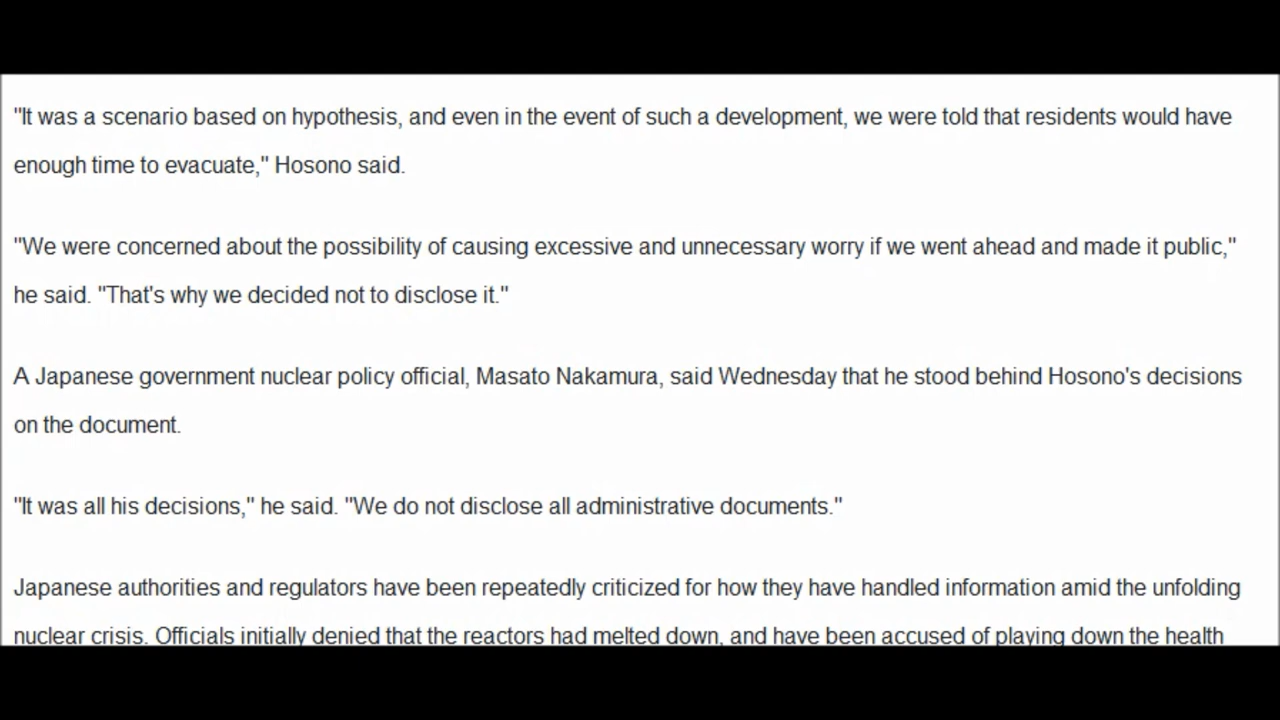 "It was a scenario based on hypothesis, and even in the event of such a development, we were told that residents would have
enough time to evacuate," Hosono said.
"We were concerned about the possibility of causing excessive and unnecessary worry if we went ahead and made it public,"
he said. "That's why we decided not to disclose it."
A Japanese government nuclear policy official, Masato Nakamura, said Wednesday that he stood behind Hosono's decisions
on the document.
"It was all his decisions," he said. "We do not disclose all administrative documents."
Japanese authorities and regulators have been repeatedly criticized for how they have handled information amid the unfolding
nuclear crisis. Officials initially denied that the reactors had melted down, and have been accused of playing down the health